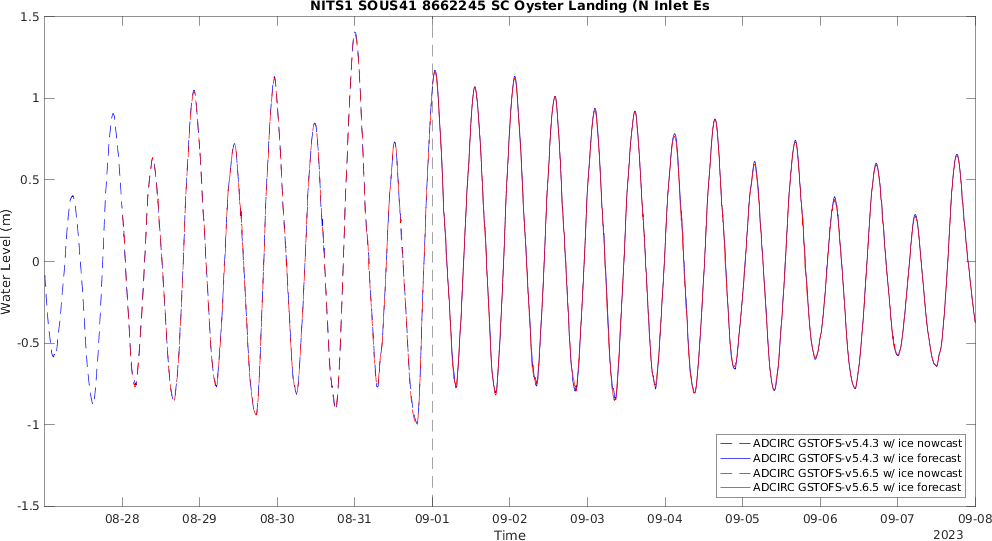 NITS1 SOUS41 8662245 SC Oyster Landing (N Inlet Es
1.5
1
0.5
0
-0.5
-1
-1.5
Water Level (m)
08-28 08-29 08-30 08-31 09-01 09-02 09-03 09-04 09-05 09-06 09-07 09-08
Time
2023
ADCIRC GSTOFS-v5.4.3 w/ ice nowcast
ADCIRC GSTOFS-v5.4.3 w/ ice forecast
ADCIRC GSTOFS-v5.6.5 w/ ice nowcast
ADCIRC GSTOFS-v5.6.5 w/ ice forecast